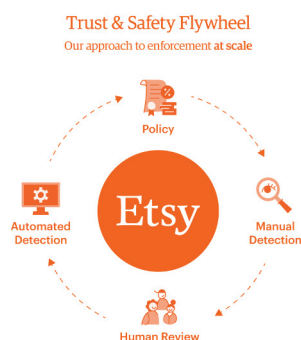 Trust & Safety Flywheel
Our approach to enforcement at scale
Policy
Etsy
Automated
Detection
Manual
Detection
Human Review